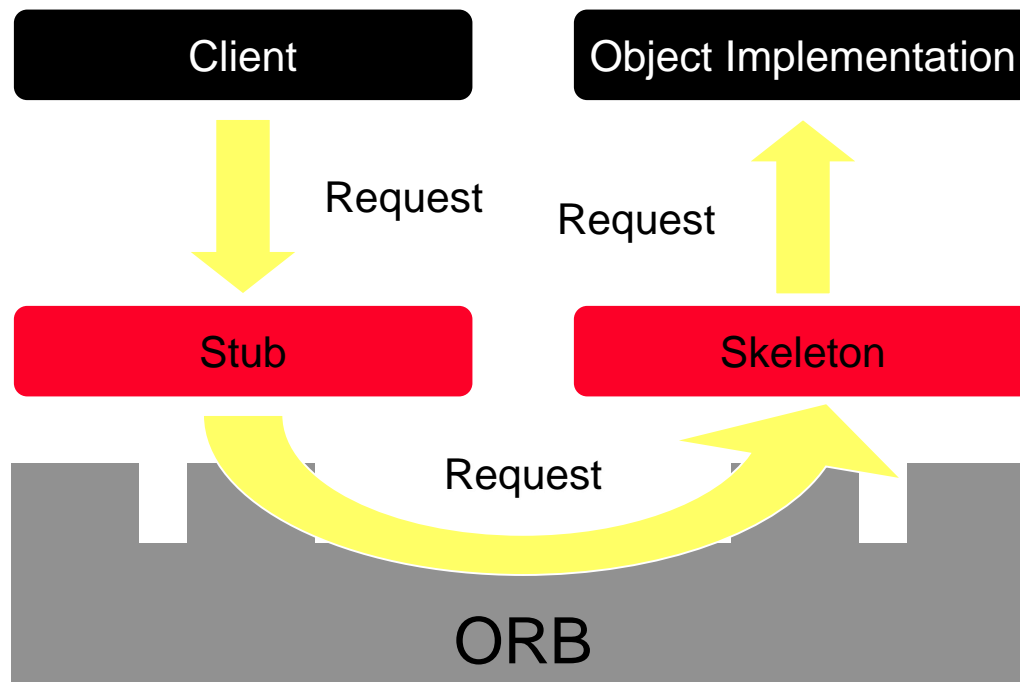 Client
Object Implementation
Request
Request
Stub
Skeleton
Request
ORB